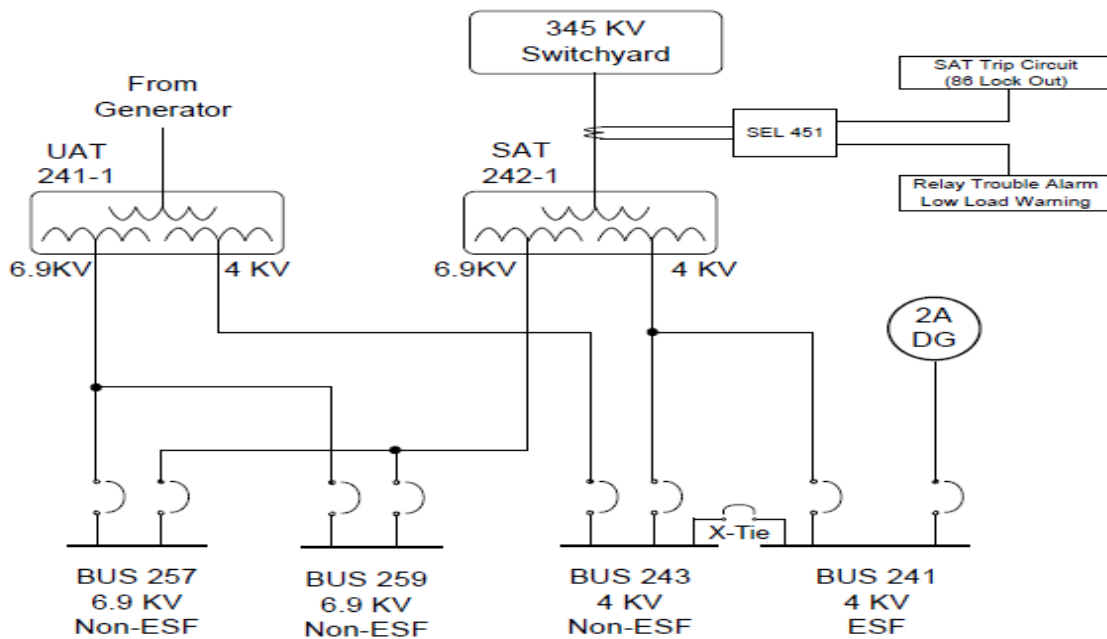 345 KV
Switchyard
SAT Trip Circuit
(86 Lock Out)
From
Generator
SEL 451
UAT
241-1
SAT
242-1
Relay Trouble Alarm
Low Load Warning
6.9KV
4 KV
6.9KV
4 KV
2A
DG
X-Tie
BUS 257
6.9 KV
Non-ESF
BUS 259
6.9 KV
Non-ESF
BUS 243
4 KV
Non-ESF
BUS 241
4 KV
ESF